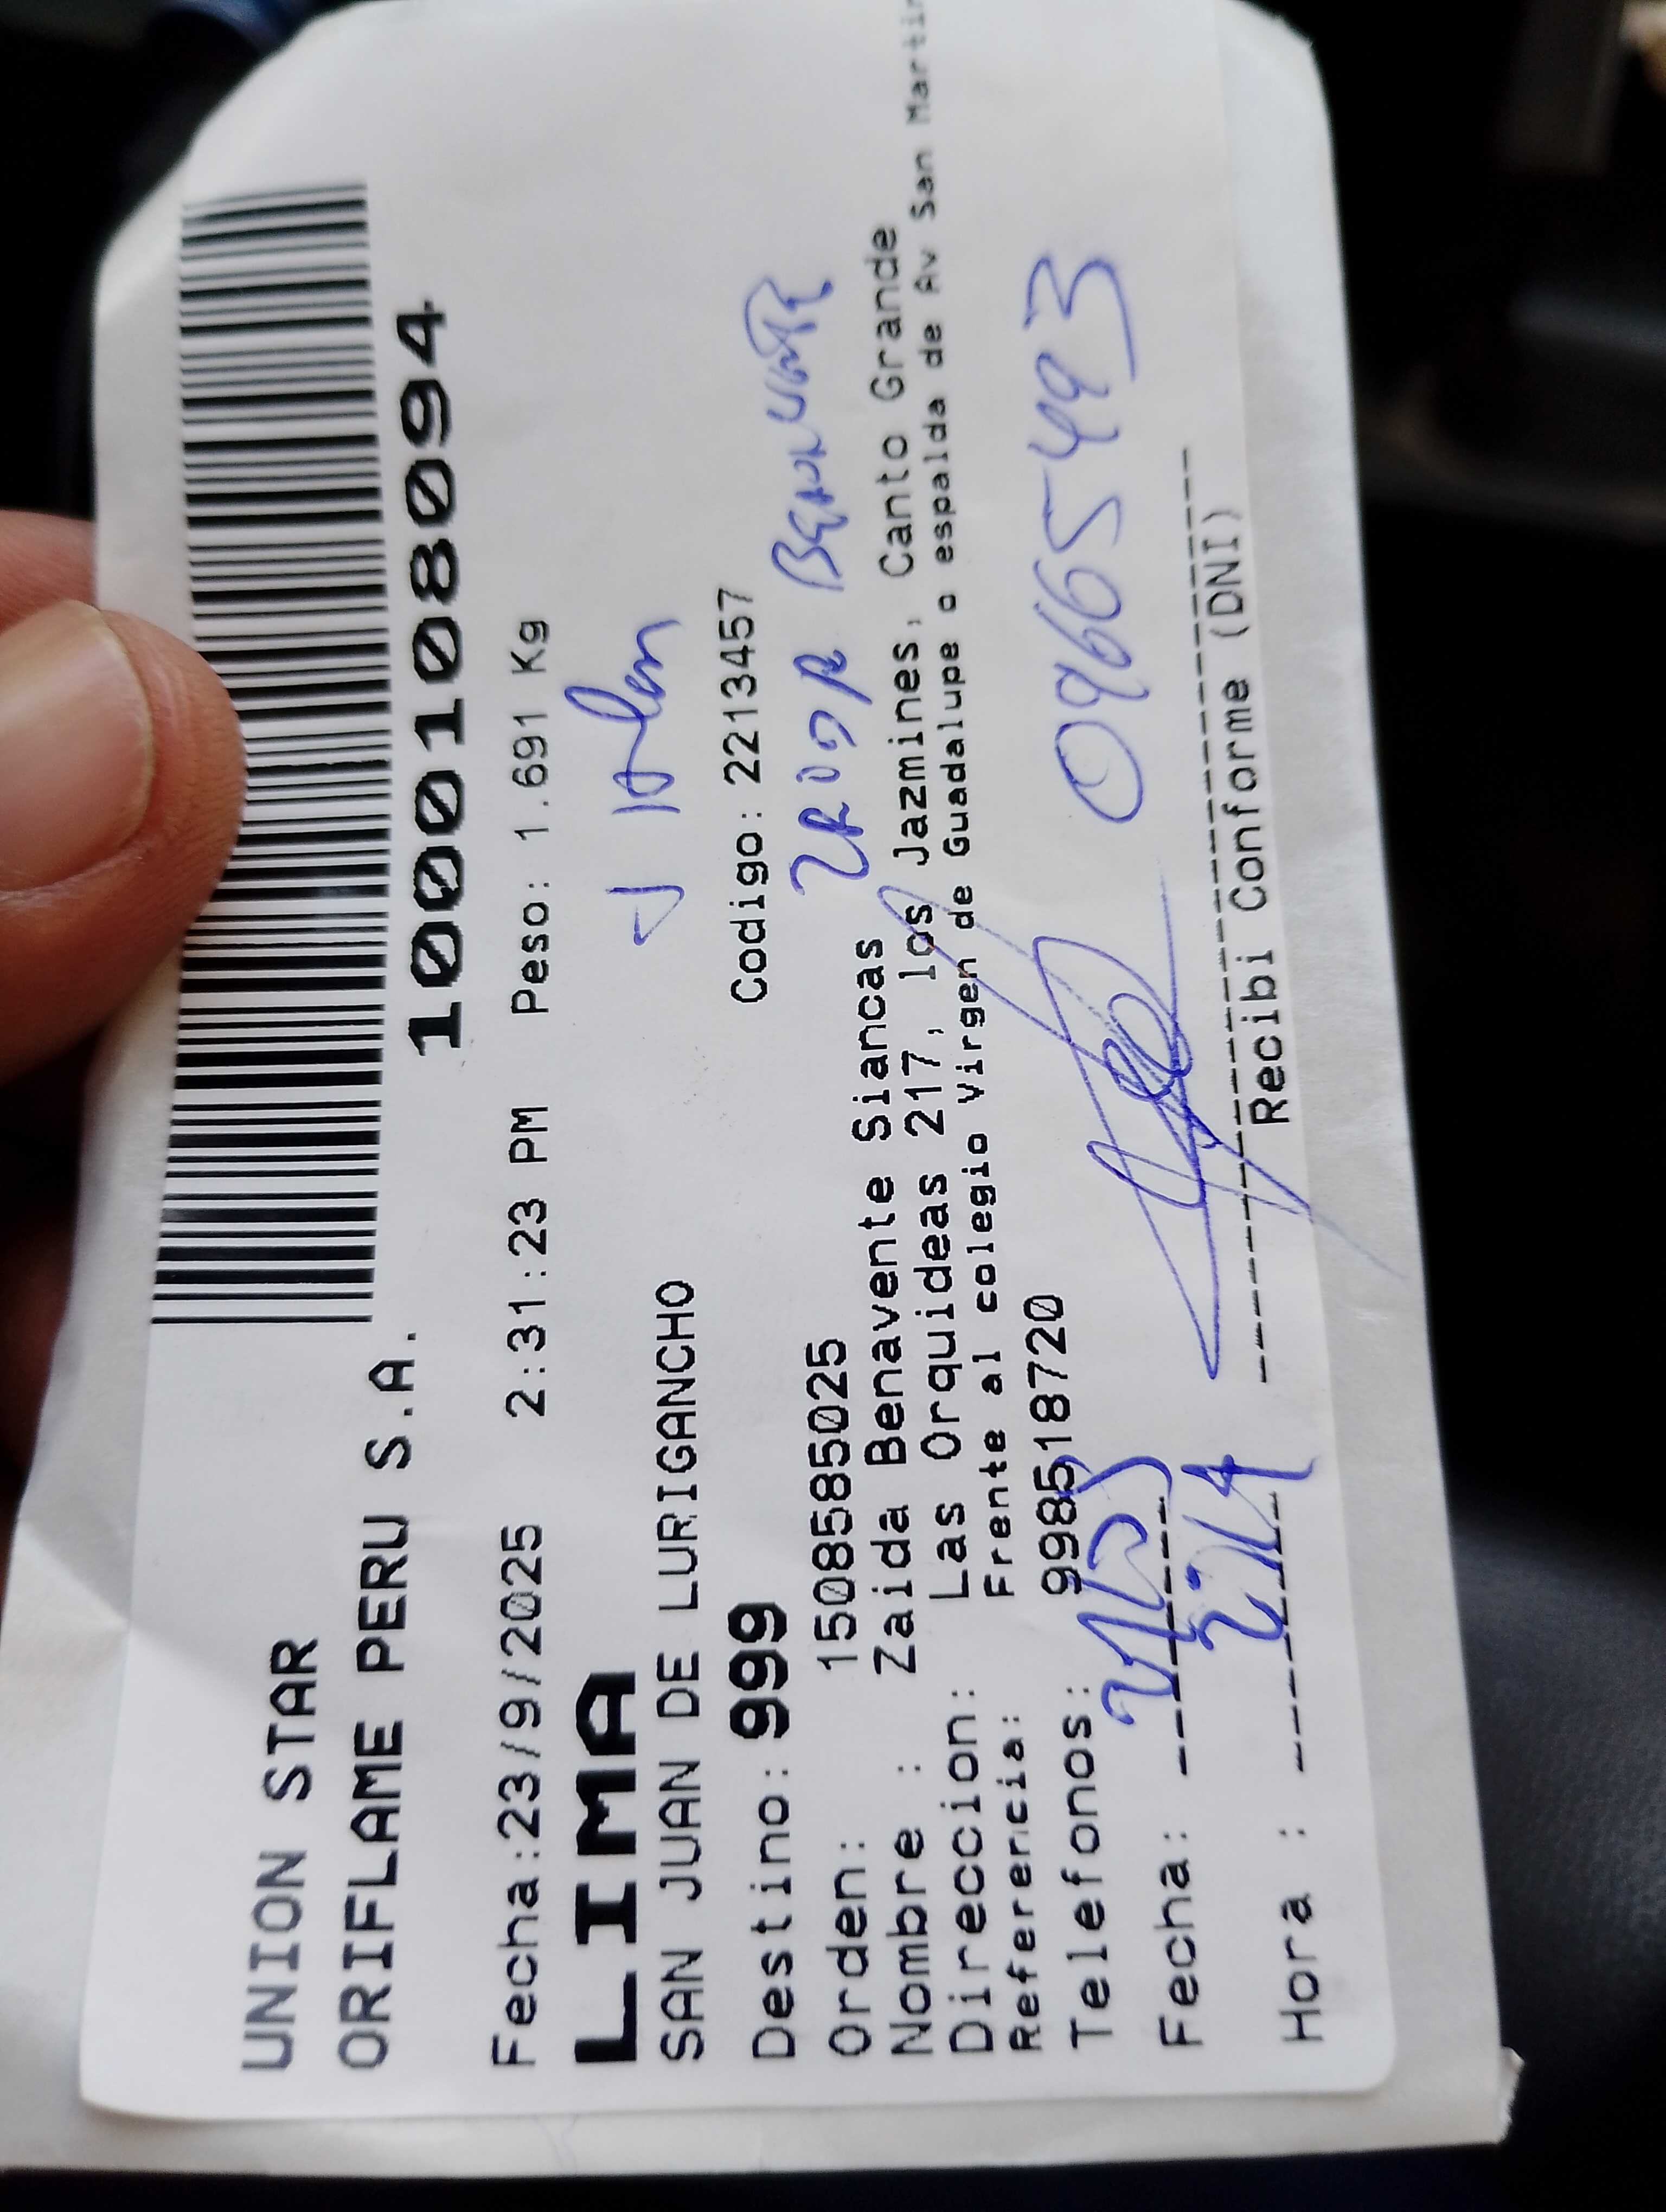 UNION STAR
ORIFLAME PERU S.A.
1000108094
Fecha:23/9/2025 2:31:23 PM Peso: 1.691 Kg
LIMA
SAN JUAN DE LURIGANCHO
Destino: 999 Codigo: 2213457
Orden: 1508585025
Nombre : Zaida Benavente Siancas
Direccion: Las Orquideas 217, los Jazmines, Canto Grande
Referencia: Frente al colegio Virgen de Guadalupe o espalda de Av San Martin
Telefonos: 998518720
09665493
Fecha:
Hora :
Recibi Conforme (DNI)